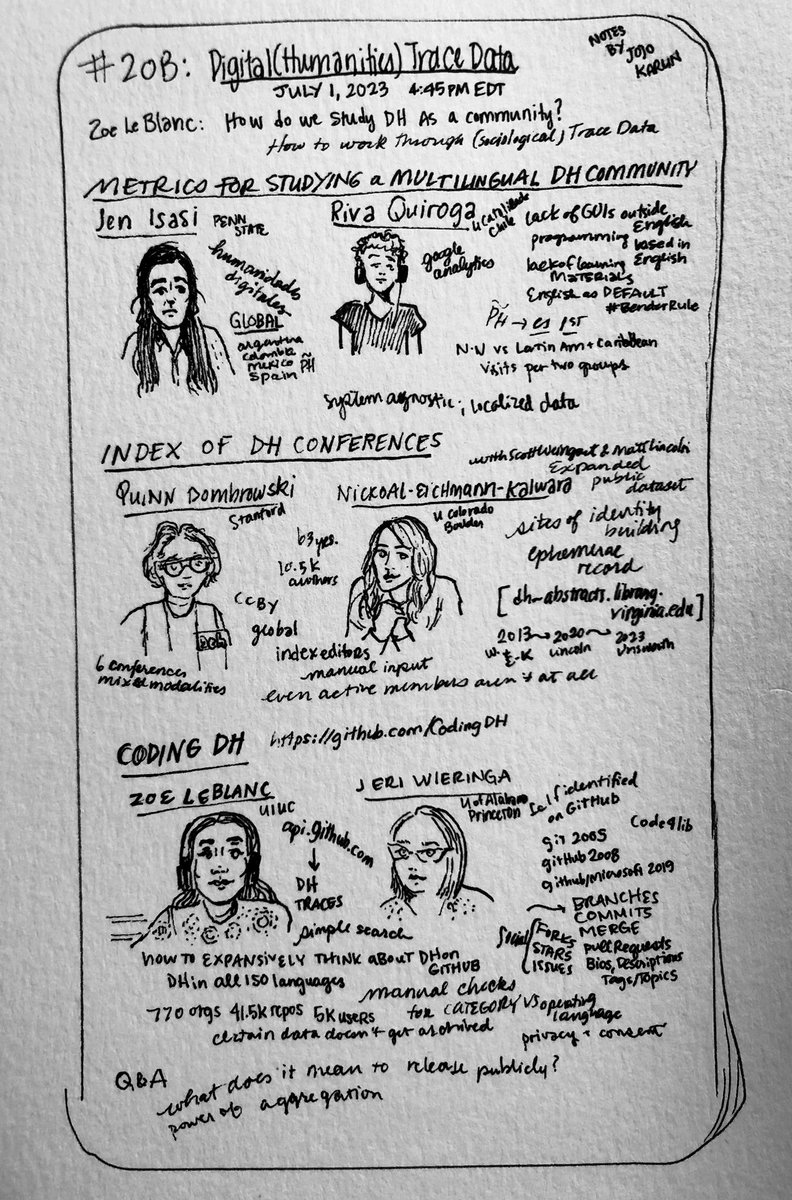 #20B: Digital(Humanities) Trace Data
NOTES BY JOJO KARLIN
JULY 1, 2023 4:45PM EDT
Zoe LeBlanc: How do we study DH as a community?
How to work through (sociological) Trace Data
METRICS FOR STUDYING a MULTILINGUAL DH COMMUNITY
Jen Isasi
PENN STATE
humanidades digitales
GLOBAL
argentina
colombia
mexico
Spain
Riva Quiroga
Chile
google analytics
lack of GUIs outside English
programming based in English
lack of learning MATERIALS
English as DEFAULT
#BenderRule
PH → es 1ST
N.W vs Latin Am + Caribbean
visits per two groups
system agnostic; localized data
INDEX OF DH CONFERENCES
with Scott Weingart & Matt Lincoln
Expanded public dataset
QUINN DOMBROWSKI
Stanford
NICKOAL-EICHMANN-KALWARA
U Colorado Boulder
63 yrs.
10.5K authors
CC BY
global
index editors
manual input
6 conferences
mixed modalities
even active members aren't at all
sites of identity building
ephemeral record
[dh-abstracts.library.virginia.edu]
2013 → 2020 → 2023
W. & E-K Lincoln Unsworth
CODING DH
https://github.com/CodingDH
ZOE LEBLANC
UIUC
api.github.com
↓
DH TRACES
simple search
JERI WIERINGA
U of Alabama
Princeton
Self identified on GitHub
Code4lib
git 2005
gitHub 2008
github/microsoft 2019
BRANCHES
COMMITS
MERGE
Pull Requests
Bios, Descriptions
Tags/Topics
Social
FORKS
STARS
ISSUES
how TO EXPANSIVELY THINK aBOUT DH on GITHUB
DH in all 150 languages
manual checks
for CATEGORY VS operating language
770 orgs 41.5K repos 5K users
certain data doesn't get archived
privacy + consent
Q&A
what does it mean to release publicly?
power of aggregation